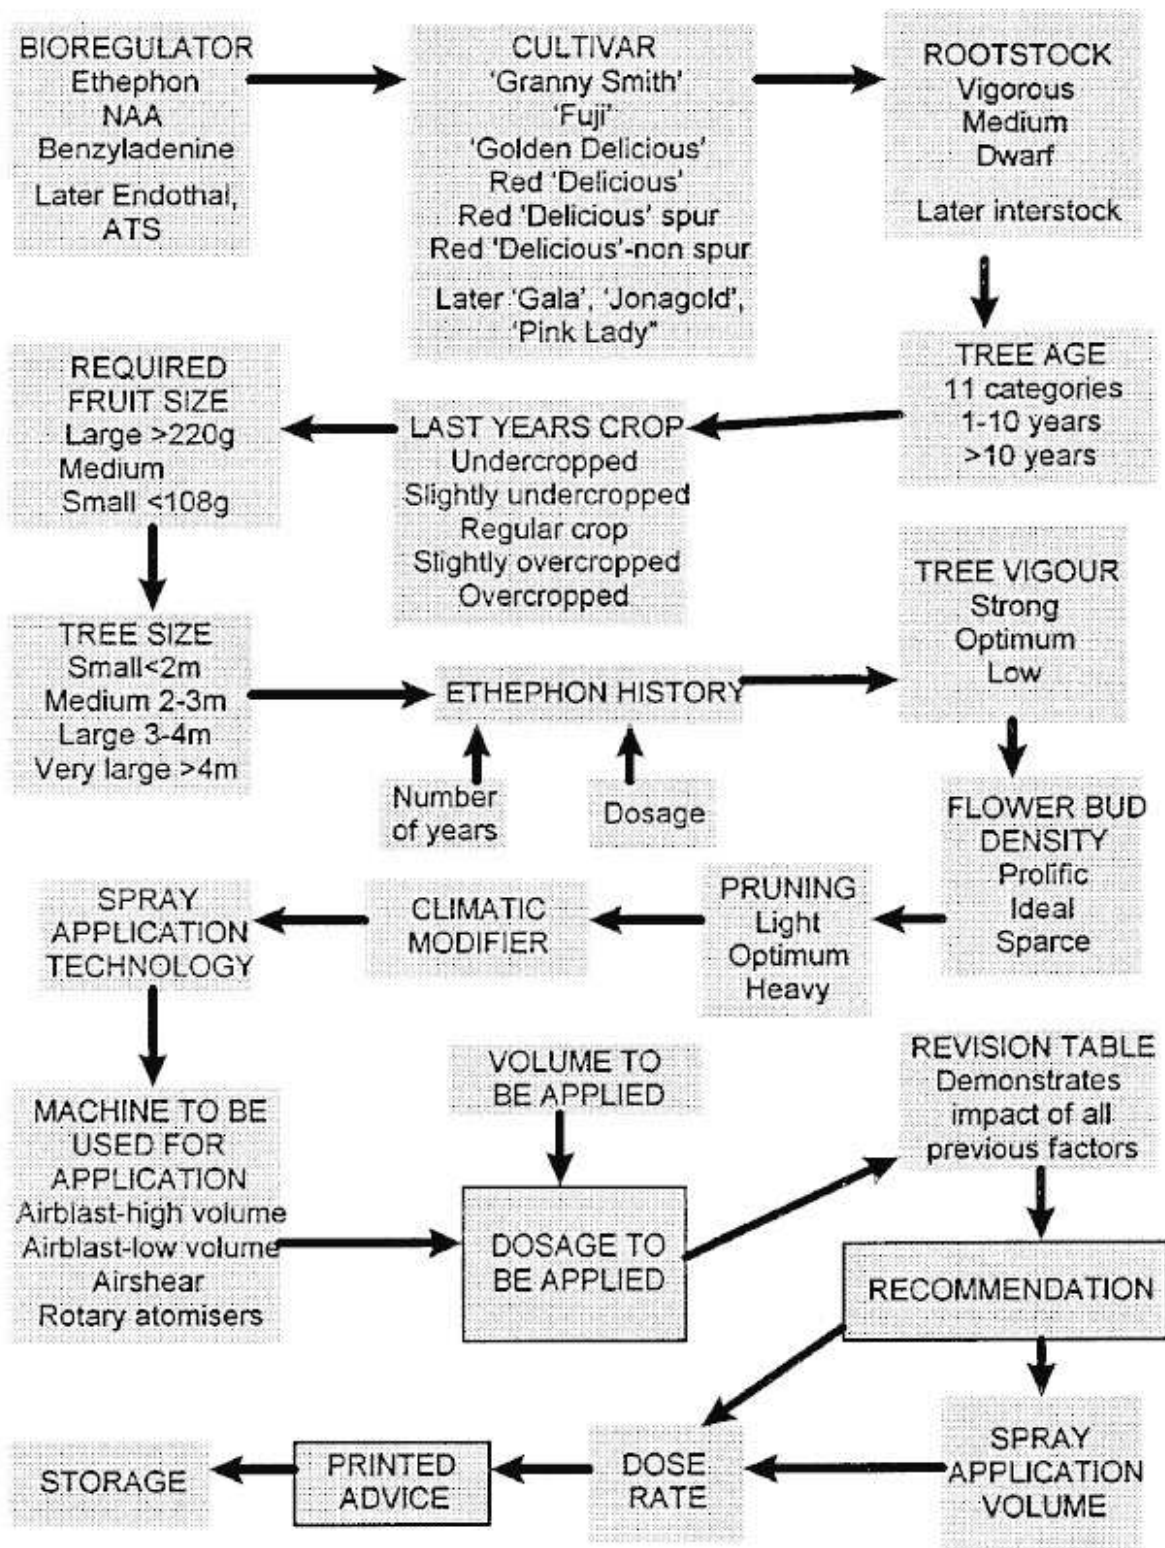 BIOREGULATOR
Ethephon
NAA
Benzyladenine
Later Endothal,
ATS
CULTIVAR
'Granny Smith'
'Fuji'
'Golden Delicious'
Red 'Delicious'
Red 'Delicious' spur
Red 'Delicious'-non spur
Later 'Gala', 'Jonagold',
'Pink Lady"
ROOTSTOCK
Vigorous
Medium
Dwarf
Later interstock
TREE AGE
11 categories
1-10 years
>10 years
LAST YEARS CROP
Undercropped
Slightly undercropped
Regular crop
Slightly overcropped
Overcropped
REQUIRED
FRUIT SIZE
Large >220g
Medium
Small <108g
TREE SIZE
Small<2m
Medium 2-3m
Large 3-4m
Very large >4m
ETHEPHON HISTORY
Number
of years
Dosage
TREE VIGOUR
Strong
Optimum
Low
FLOWER BUD
DENSITY
Prolific
Ideal
Sparce
PRUNING
Light
Optimum
Heavy
CLIMATIC
MODIFIER
SPRAY
APPLICATION
TECHNOLOGY
MACHINE TO BE
USED FOR
APPLICATION
Airblast-high volume
Airblast-low volume
Airshear
Rotary atomisers
VOLUME TO
BE APPLIED
DOSAGE TO
BE APPLIED
REVISION TABLE
Demonstrates
impact of all
previous factors
RECOMMENDATION
SPRAY
APPLICATION
VOLUME
DOSE
RATE
PRINTED
ADVICE
STORAGE